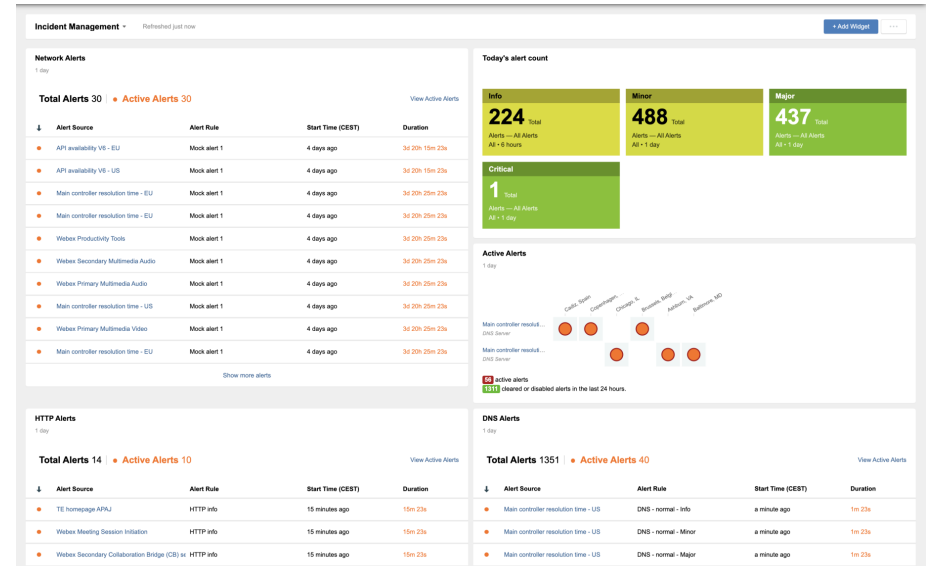 Incident Management
Refreshed just now
+ Add Widget
...
Network Alerts
1 day
Total Alerts 30 Active Alerts 30
View Active Alerts
Alert Source Alert Rule Start Time (CEST) Duration
API availability V6 - EU Mock alert 1 4 days ago 3d 20h 15m 23s
API availability V6 - US Mock alert 1 4 days ago 3d 20h 15m 23s
Main controller resolution time - EU Mock alert 1 4 days ago 3d 20h 25m 23s
Main controller resolution time - EU Mock alert 1 4 days ago 3d 20h 25m 23s
Webex Productivity Tools Mock alert 1 4 days ago 3d 20h 25m 23s
Webex Secondary Multimedia Audio Mock alert 1 4 days ago 3d 20h 25m 23s
Webex Primary Multimedia Audio Mock alert 1 4 days ago 3d 20h 25m 23s
Main controller resolution time - US Mock alert 1 4 days ago 3d 20h 25m 23s
Webex Primary Multimedia Video Mock alert 1 4 days ago 3d 20h 25m 23s
Main controller resolution time - EU Mock alert 1 4 days ago 3d 20h 25m 23s
Show more alerts
Today's alert count
Info
224 Total
Alerts — All Alerts
All • 6 hours
Minor
488 Total
Alerts — All Alerts
All • 1 day
Major
437 Total
Alerts — All Alerts
All • 1 day
Critical
1 Total
Alerts — All Alerts
All • 1 day
Active Alerts
1 day
Cadiz, Spain
Copenhagen,...
Chicago, IL
Brussels, Belgi...
Ashburn, VA
Baltimore, MD
Main controller resoluti...
DNS Server
Main controller resoluti...
DNS Server
56 active alerts
1311 cleared or disabled alerts in the last 24 hours.
HTTP Alerts
1 day
Total Alerts 14 Active Alerts 10
View Active Alerts
Alert Source Alert Rule Start Time (CEST) Duration
TE homepage APAJ HTTP info 15 minutes ago 15m 23s
Webex Meeting Session Initiation HTTP info 15 minutes ago 15m 23s
Webex Secondary Collaboration Bridge (CB) HTTP info 15 minutes ago 15m 23s
DNS Alerts
1 day
Total Alerts 1351 Active Alerts 40
View Active Alerts
Alert Source Alert Rule Start Time (CEST) Duration
Main controller resolution time - US DNS - normal - Info a minute ago 1m 23s
Main controller resolution time - US DNS - normal - Minor a minute ago 1m 23s
Main controller resolution time - US DNS - normal - Major a minute ago 1m 23s